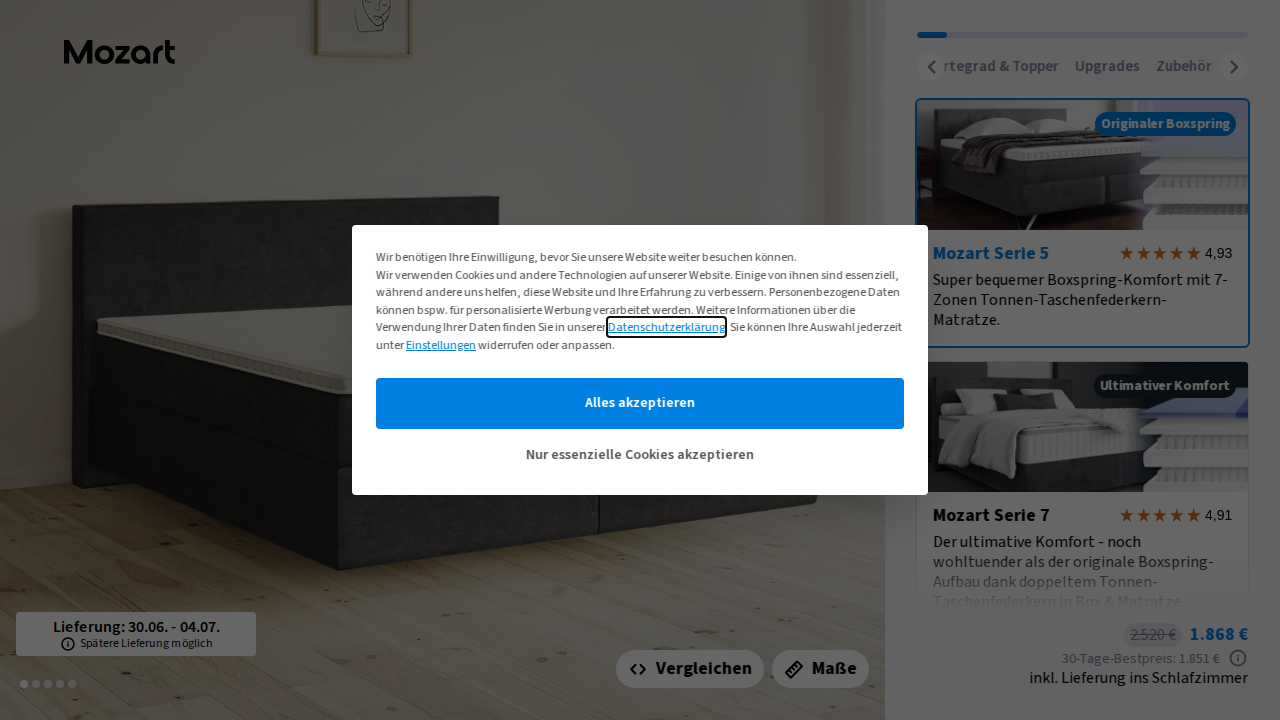 Mozart
rtegrad & Topper Upgrades Zubehör
Originaler Boxspring
Mozart Serie 5 4,93
Super bequemer Boxspring-Komfort mit 7-
Zonen Tonnen-Taschenfederkern-
Matratze.
Wir benötigen Ihre Einwilligung, bevor Sie unsere Website weiter besuchen können.
Wir verwenden Cookies und andere Technologien auf unserer Website. Einige von ihnen sind essenziell,
während andere uns helfen, diese Website und Ihre Erfahrung zu verbessern. Personenbezogene Daten
können bspw. für personalisierte Werbung verarbeitet werden. Weitere Informationen über die
Verwendung Ihrer Daten finden Sie in unserer Datenschutzerklärung. Sie können Ihre Auswahl jederzeit
unter Einstellungen widerrufen oder anpassen.
Alles akzeptieren
Nur essenzielle Cookies akzeptieren
Ultimativer Komfort
Mozart Serie 7 4,91
Der ultimative Komfort - noch
wohltuender als der originale Boxspring-
Aufbau dank doppeltem Tonnen-
Taschenfederkern in Box & Matratze.
Lieferung: 30.06. - 04.07.
Spätere Lieferung möglich
Vergleichen
Maße
2.520 € 1.868 €
30-Tage-Bestpreis: 1.851 €
inkl. Lieferung ins Schlafzimmer